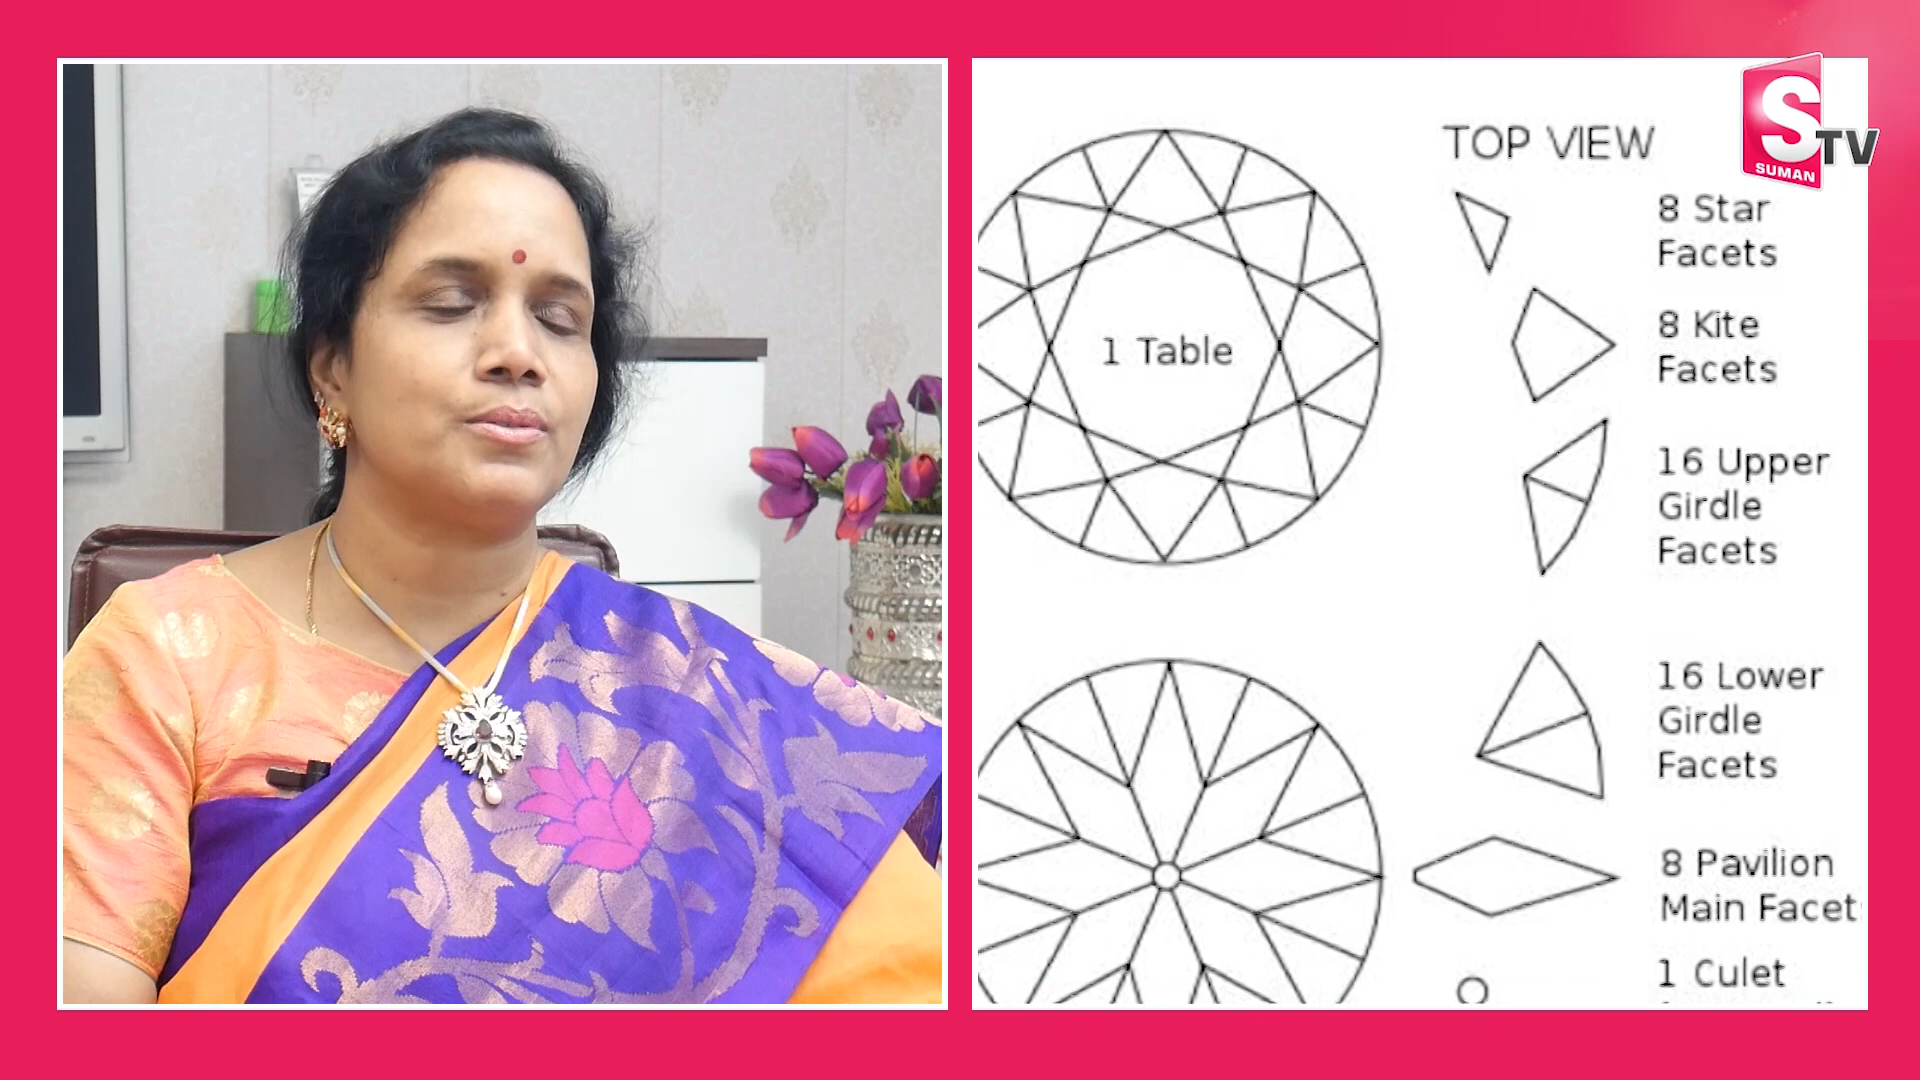 S
TV
SUMAN
TOP VIEW
8 Star
Facets
8 Kite
Facets
1 Table
16 Upper
Girdle
Facets
16 Lower
Girdle
Facets
8 Pavilion
Main Facet
1 Culet